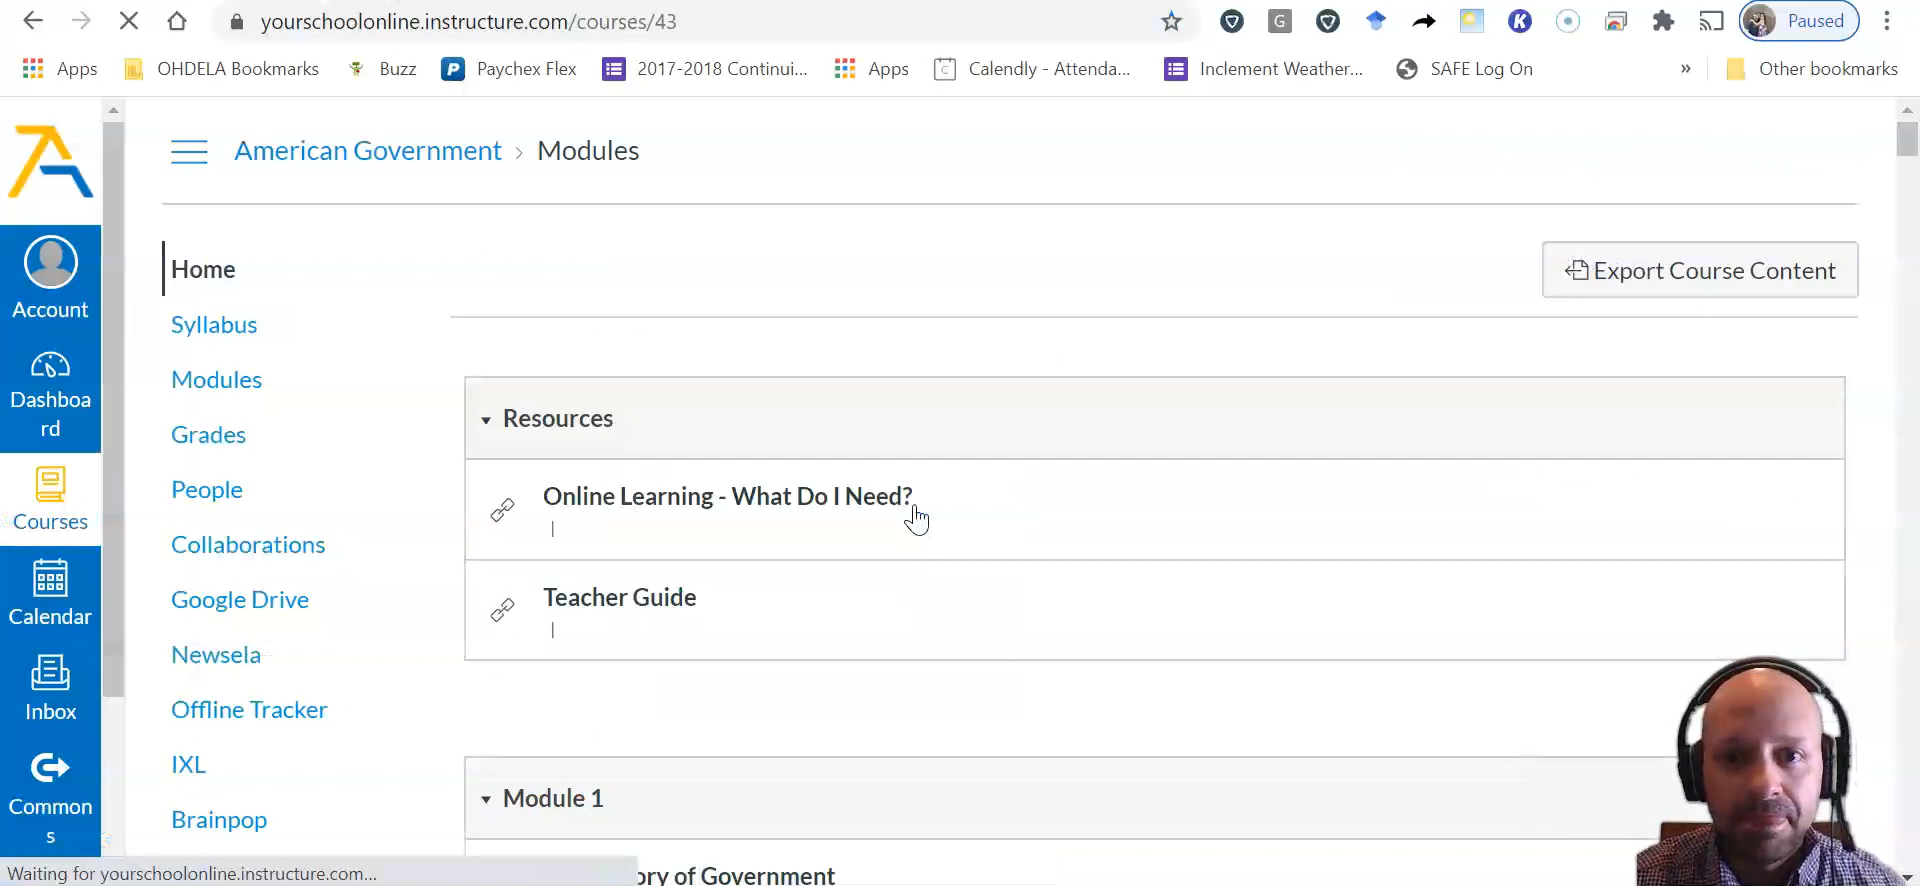 yourschoolonline.instructure.com/courses/43
G
K
Paused
Apps
OHDELA Bookmarks
Buzz
P
Paychex Flex
2017-2018 Continui...
Apps
C
Calendly - Attenda...
Inclement Weather...
SAFE Log On
»
Other bookmarks
American Government › Modules
Home
Export Course Content
Syllabus
Account
Modules
Dashboa
rd
Resources
Grades
People
Online Learning - What Do I Need?
|
Courses
Collaborations
Google Drive
Teacher Guide
|
Calendar
Newsela
Inbox
Offline Tracker
IXL
Module 1
Common
s
Brainpop
Waiting for yourschoolonline.instructure.com...
ory of Government